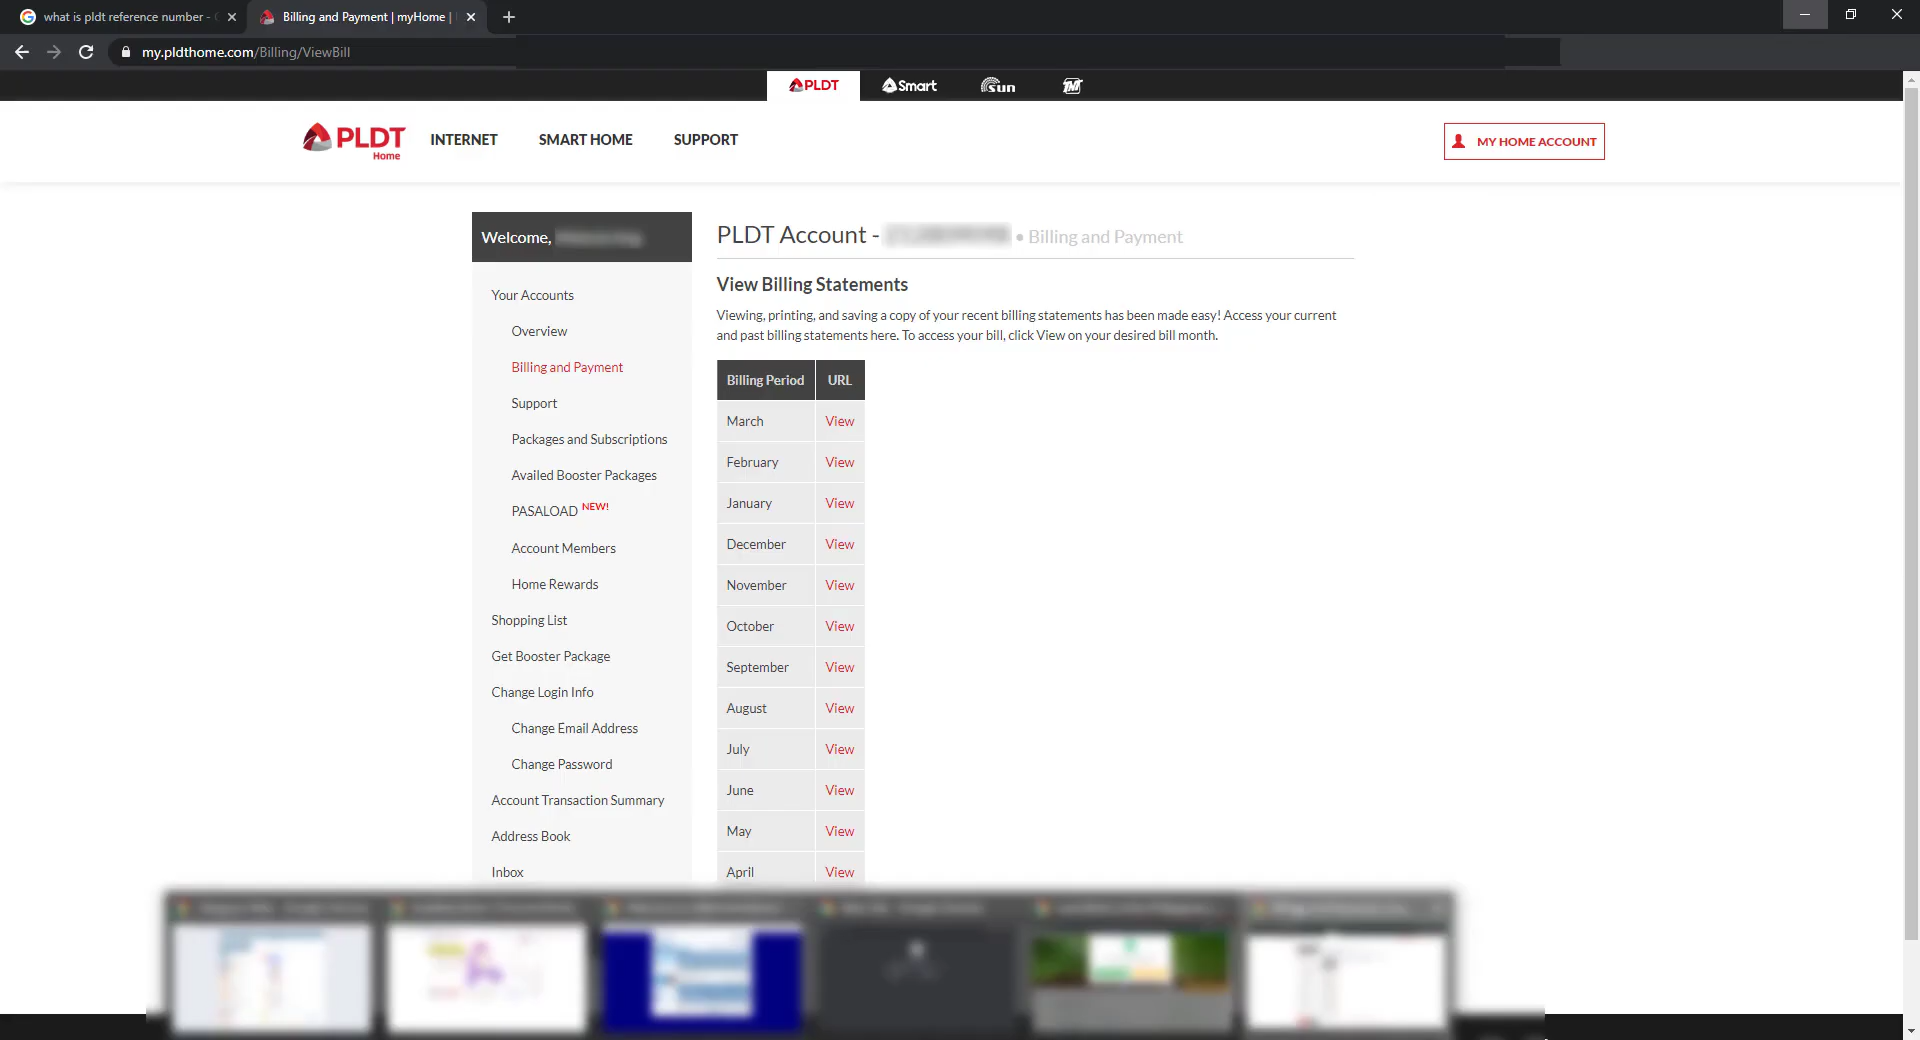 what is pldt reference number -
Billing and Payment | myHome |
my.pldthome.com/Billing/ViewBill
PLDT
Smart
sun
TNT
PLDT
Home
INTERNET
SMART HOME
SUPPORT
MY HOME ACCOUNT
Welcome,
Your Accounts
Overview
Billing and Payment
Support
Packages and Subscriptions
Availed Booster Packages
PASALOAD NEW!
Account Members
Home Rewards
Shopping List
Get Booster Package
Change Login Info
Change Email Address
Change Password
Account Transaction Summary
Address Book
Inbox
PLDT Account - • Billing and Payment
View Billing Statements
Viewing, printing, and saving a copy of your recent billing statements has been made easy! Access your current
and past billing statements here. To access your bill, click View on your desired bill month.
Billing Period URL
March View
February View
January View
December View
November View
October View
September View
August View
July View
June View
May View
April View